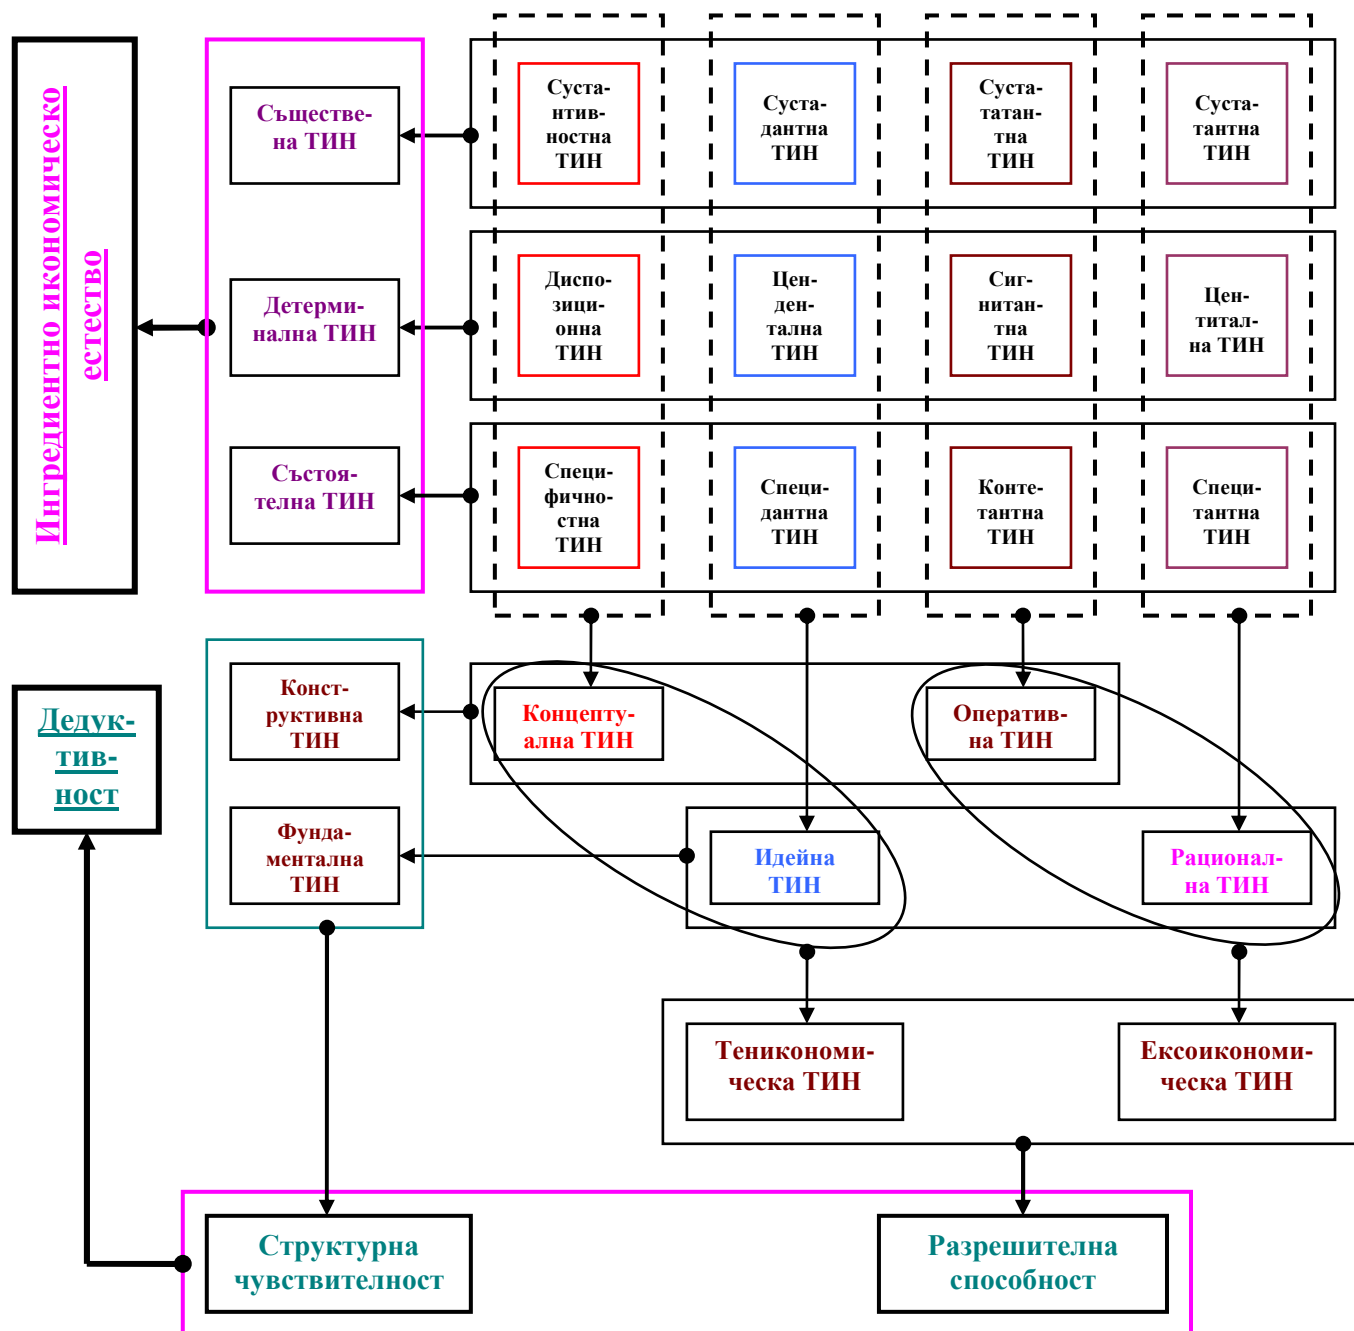 Ингредиентно икономическо
естество
Съществе-
на ТИН
Суста-
нтив-
ностна
ТИН
Суста-
дантна
ТИН
Суста-
татан-
тна
ТИН
Суста-
тантна
ТИН
Детерми-
нална ТИН
Диспо-
зици-
онна
ТИН
Цен-
ден-
тална
ТИН
Сиг-
нитан-
тна
ТИН
Цен-
титал-
на ТИН
Състоя-
телна ТИН
Специ-
фично-
стна
ТИН
Специ-
дантна
ТИН
Конте-
тантна
ТИН
Специ-
тантна
ТИН
Дедук-
тив-
ност
Конст-
руктивна
ТИН
Концепту-
ална ТИН
Оператив-
на ТИН
Фунда-
ментална
ТИН
Идейна
ТИН
Рационал-
на ТИН
Теникономи-
ческа ТИН
Ексоикономи-
ческа ТИН
Структурна
чувствителност
Разрешителна
способност